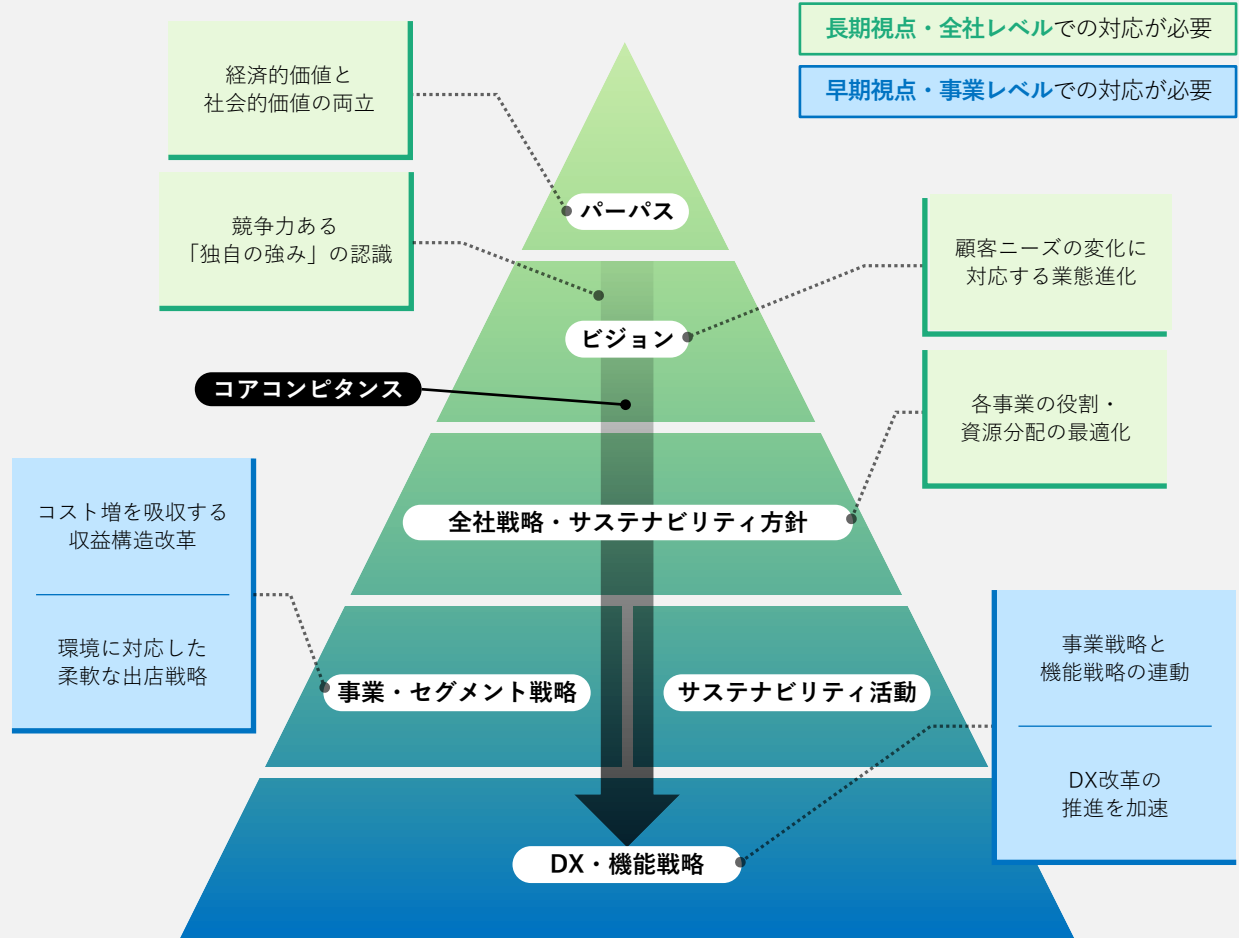 長期視点・全社レベルでの対応が必要
早期視点・事業レベルでの対応が必要
経済的価値と
社会的価値の両立
パーパス
競争力ある
「独自の強み」の認識
顧客ニーズの変化に
対応する業態進化
ビジョン
コアコンピタンス
各事業の役割・
資源分配の最適化
コスト増を吸収する
収益構造改革
環境に対応した
柔軟な出店戦略
全社戦略・サステナビリティ方針
事業・セグメント戦略
サステナビリティ活動
事業戦略と
機能戦略の連動
DX改革の
推進を加速
DX・機能戦略